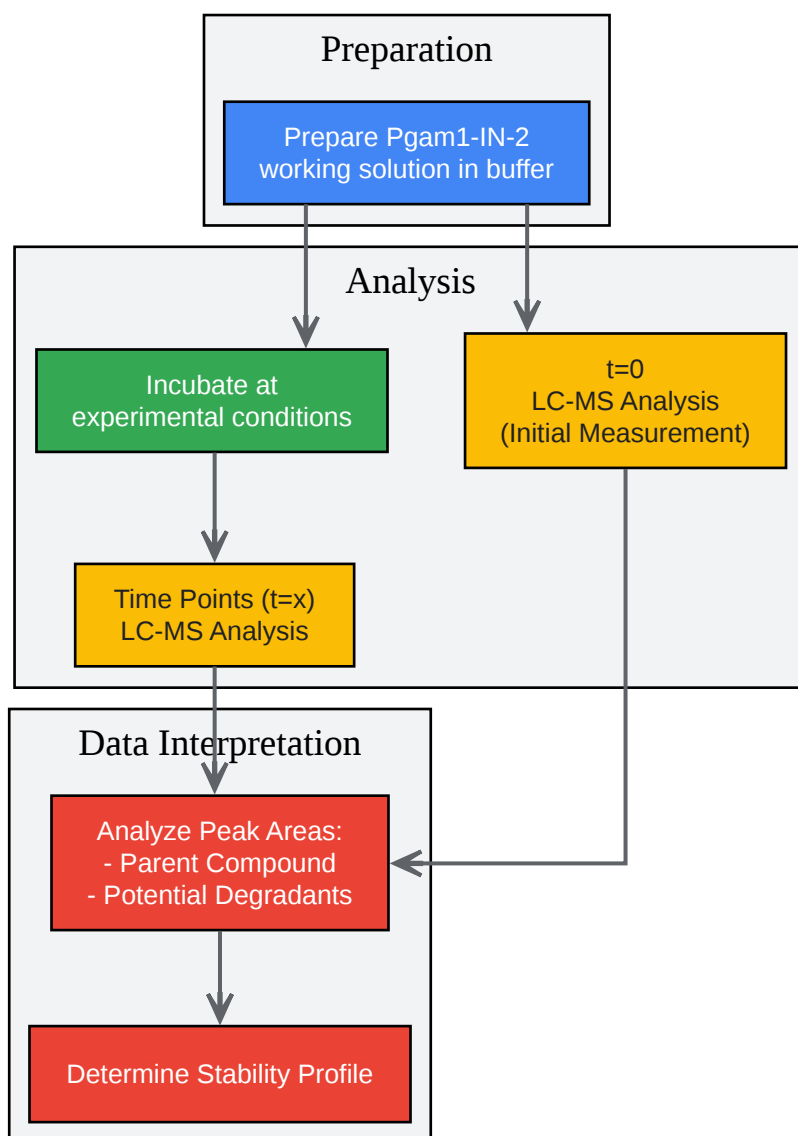 Preparation
Prepare Pgam1-IN-2
working solution in buffer
Analysis
Incubate at
experimental conditions
t=0
LC-MS Analysis
(Initial Measurement)
Time Points (t=x)
LC-MS Analysis
Data Interpretation
Analyze Peak Areas:
- Parent Compound
- Potential Degradants
Determine Stability Profile